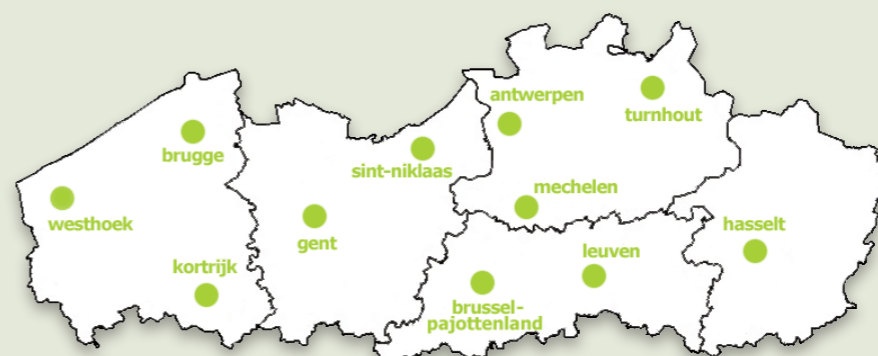 antwerpen
turnhout
brugge
sint-niklaas
mechelen
westhoek
gent
hasselt
leuven
kortrijk
brussel-
pajottenland